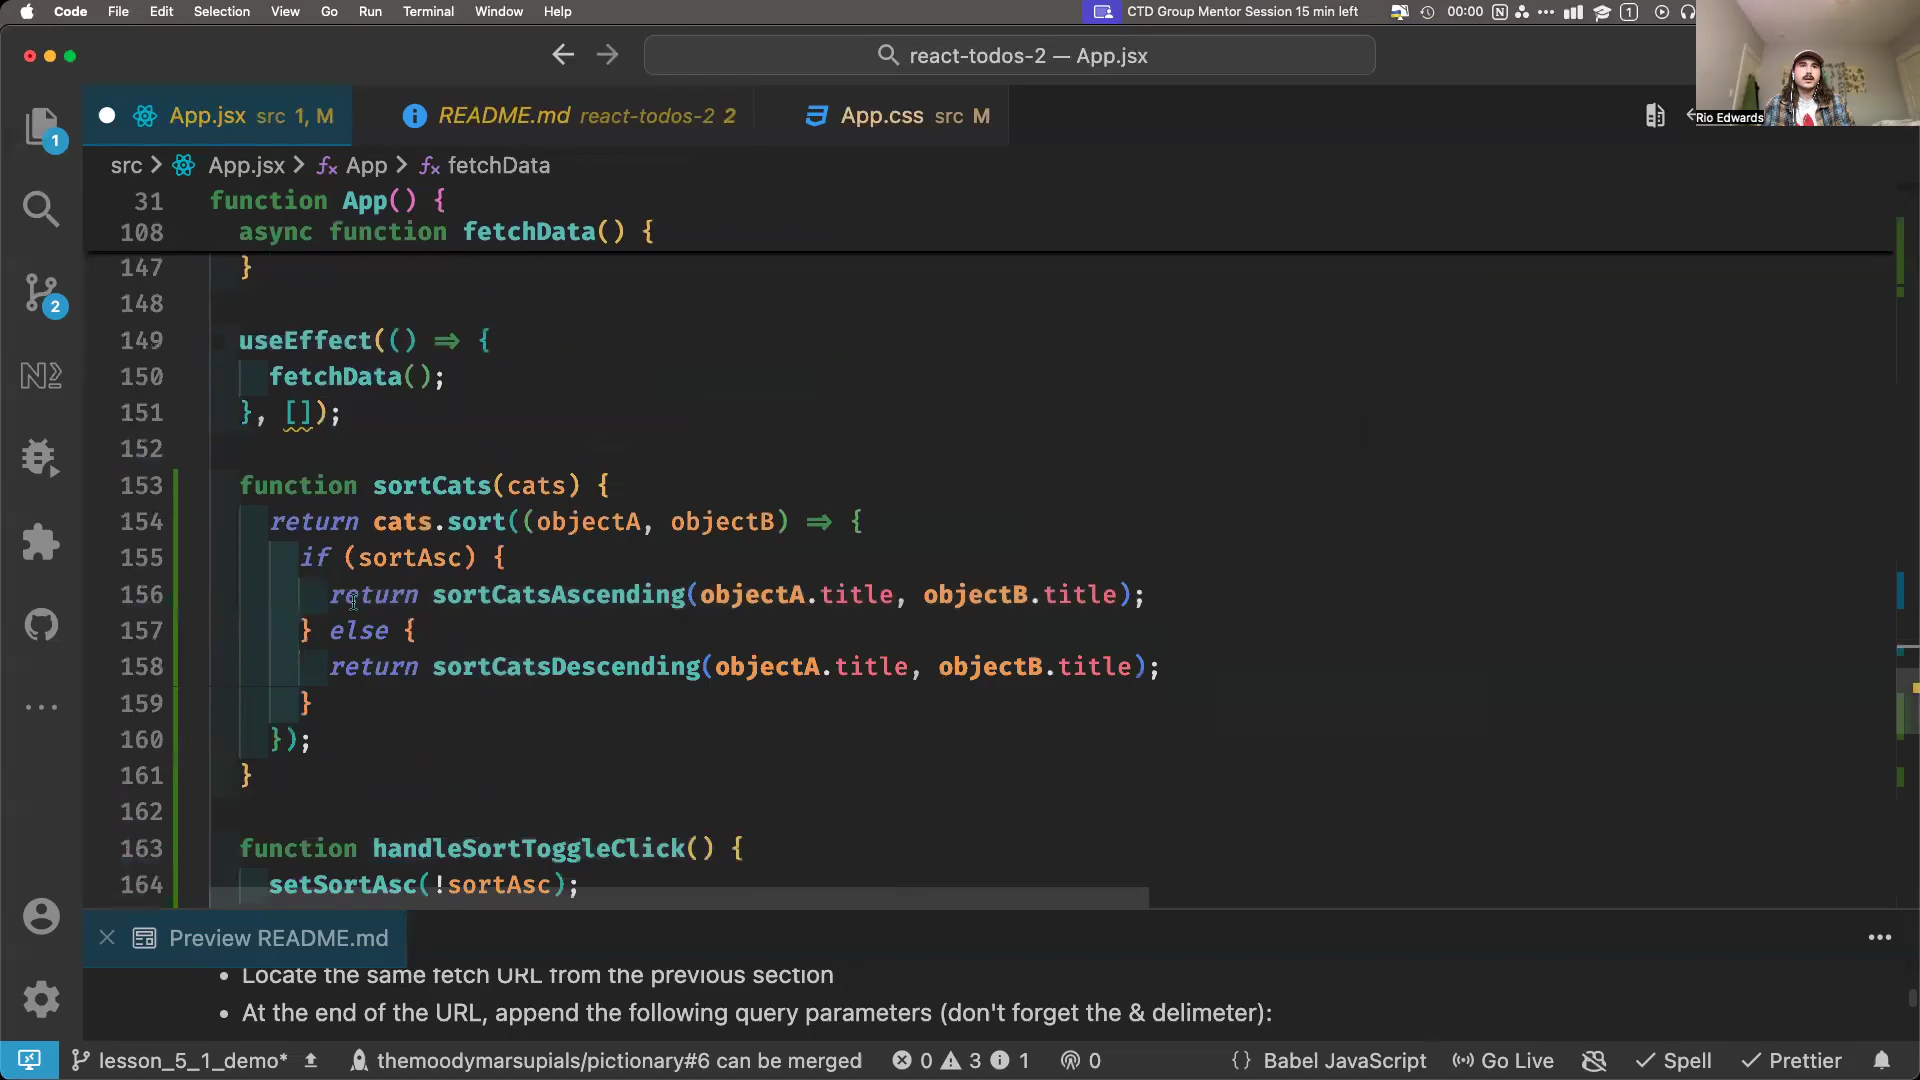 Code File Edit Selection View Go Run Terminal Window Help CTD Group Mentor Session 15 min left 00:00 1
react-todos-2 — App.jsx
App.jsx src 1, M README.md react-todos-2 2 App.css src M
Rio Edwards
src > App.jsx > App > fetchData
31 function App() {
108 async function fetchData() {
147 }
148
149 useEffect(() => {
150 fetchData();
151 }, []);
152
153 function sortCats(cats) {
154 return cats.sort((objectA, objectB) => {
155 if (sortAsc) {
156 return sortCatsAscending(objectA.title, objectB.title);
157 } else {
158 return sortCatsDescending(objectA.title, objectB.title);
159 }
160 });
161 }
162
163 function handleSortToggleClick() {
164 setSortAsc(!sortAsc);
1
2
Preview README.md
• Locate the same fetch URL from the previous section
• At the end of the URL, append the following query parameters (don't forget the & delimeter):
lesson_5_1_demo* themoodymarsupials/pictionary#6 can be merged 0 3 1 0 {} Babel JavaScript Go Live Spell Prettier